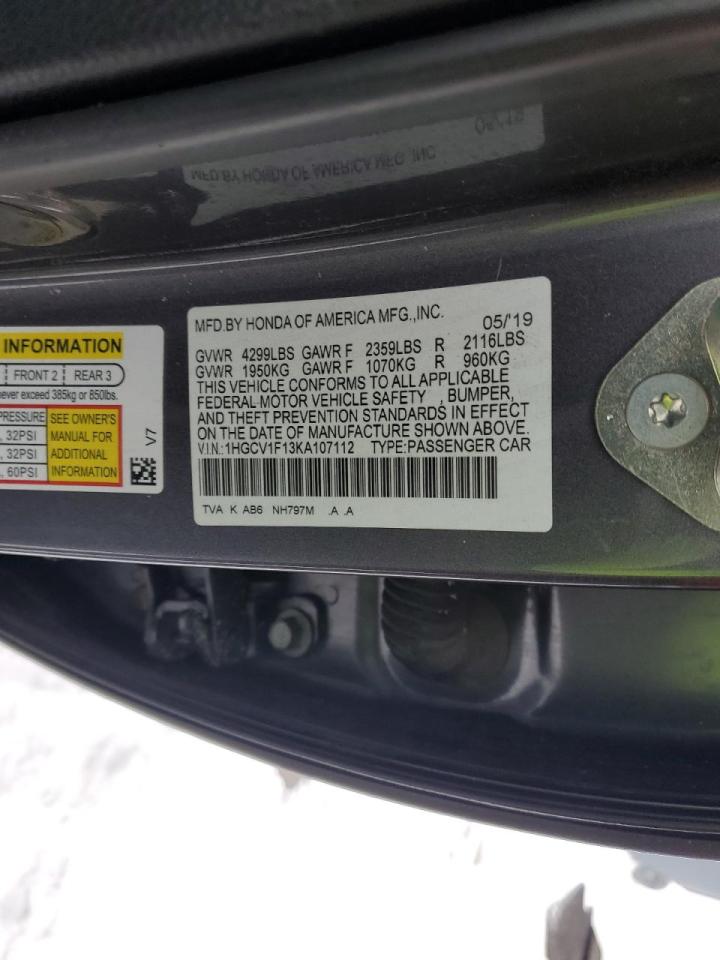 MFD.BY HONDA OF AMERICA MFG.,INC.
05/'19
GVWR 4299LBS GAWR F 2359LBS R 2116LBS
GVWR 1950KG GAWR F 1070KG R 960KG
THIS VEHICLE CONFORMS TO ALL APPLICABLE
FEDERAL MOTOR VEHICLE SAFETY , BUMPER,
AND THEFT PREVENTION STANDARDS IN EFFECT
ON THE DATE OF MANUFACTURE SHOWN ABOVE.
V.I.N.:1HGCV1F13KA107112 TYPE:PASSENGER CAR
TVA K AB6 NH797M .A .A
INFORMATION
FRONT 2 REAR 3
never exceed 385kg or 850lbs.
PRESSURE SEE OWNER'S
, 32PSI MANUAL FOR
, 32PSI ADDITIONAL
, 60PSI INFORMATION
V7